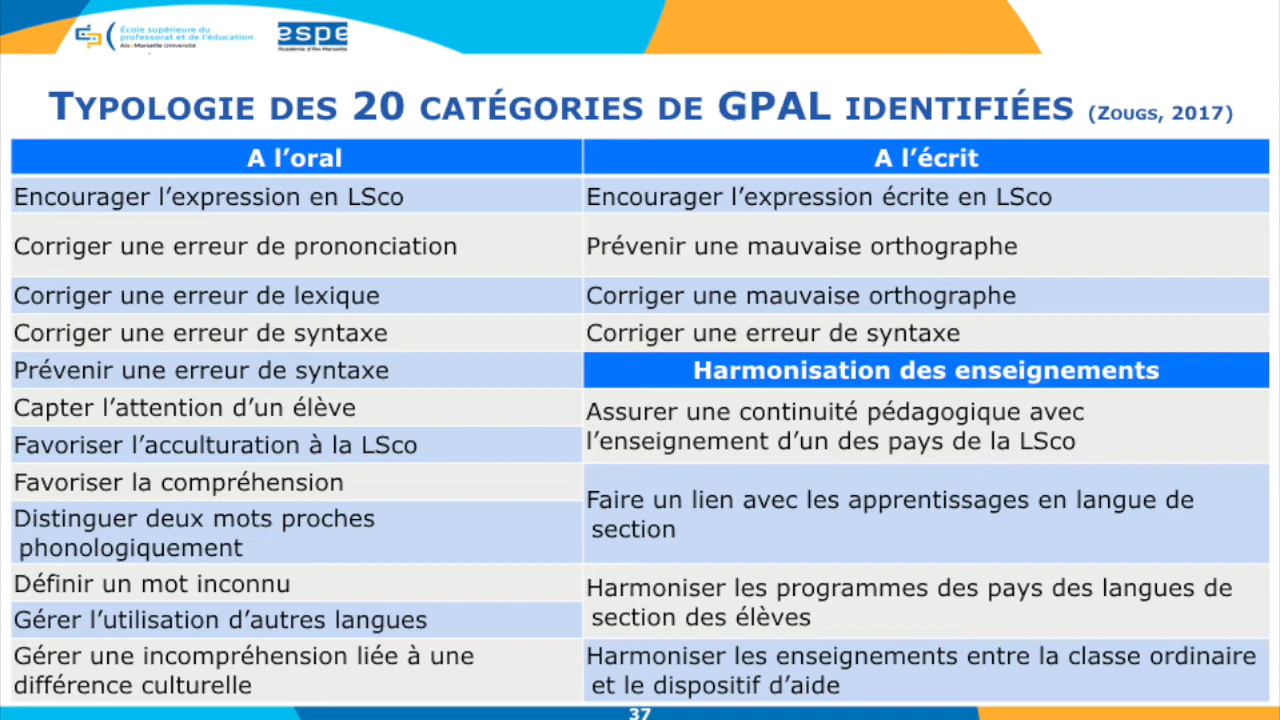 École supérieure du
professorat et de l'éducation
Aix-Marseille Université
espe
Académie d'Aix-Marseille
TYPOLOGIE DES 20 CATÉGORIES DE GPAL IDENTIFIÉES (ZOUGS, 2017)
A l’oral
Encourager l’expression en LSco
Corriger une erreur de prononciation
Corriger une erreur de lexique
Corriger une erreur de syntaxe
Prévenir une erreur de syntaxe
Capter l’attention d’un élève
Favoriser l’acculturation à la LSco
Favoriser la compréhension
Distinguer deux mots proches
phonologiquement
Définir un mot inconnu
Gérer l’utilisation d’autres langues
Gérer une incompréhension liée à une
différence culturelle
A l’écrit
Encourager l’expression écrite en LSco
Prévenir une mauvaise orthographe
Corriger une mauvaise orthographe
Corriger une erreur de syntaxe
Harmonisation des enseignements
Assurer une continuité pédagogique avec
l’enseignement d’un des pays de la LSco
Faire un lien avec les apprentissages en langue de
section
Harmoniser les programmes des pays des langues de
section des élèves
Harmoniser les enseignements entre la classe ordinaire
et le dispositif d’aide
37